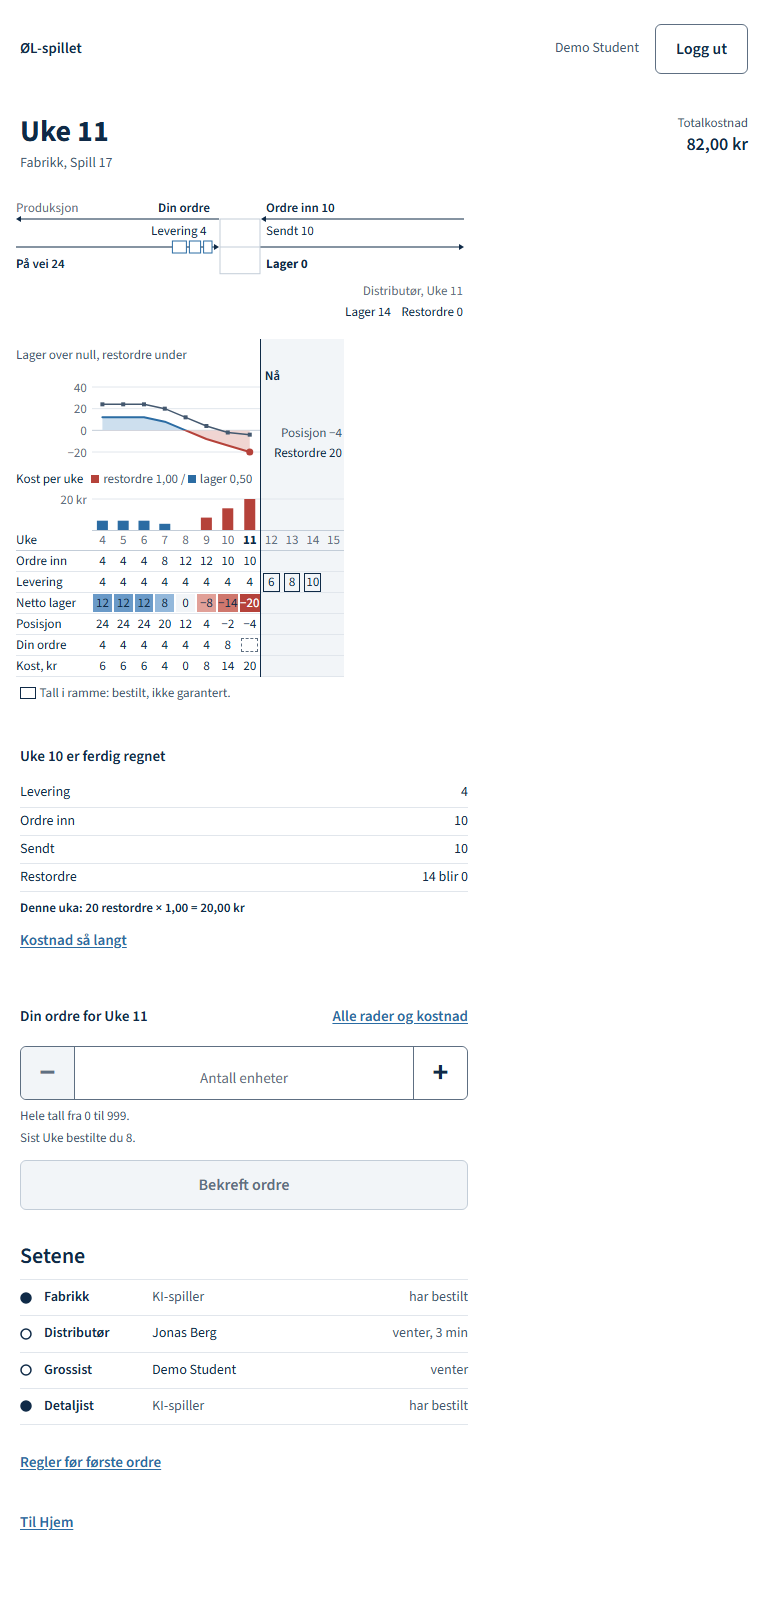 ØL-spillet
Demo Student
Logg ut
Uke 11
Fabrikk, Spill 17
Totalkostnad
82,00 kr
Produksjon
Din ordre
Ordre inn 10
Levering 4
Sendt 10
På vei 24
Lager 0
Distributør, Uke 11
Lager 14 Restordre 0
Lager over null, restordre under
Nå
40
20
0
−20
Posisjon −4
Restordre 20
Kost per uke restordre 1,00 / lager 0,50
20 kr
Uke 4 5 6 7 8 9 10 11 12 13 14 15
Ordre inn 4 4 4 8 12 12 10 10
Levering 4 4 4 4 4 4 4 4 6 8 10
Netto lager 12 12 12 8 0 −8 −14 −20
Posisjon 24 24 24 20 12 4 −2 −4
Din ordre 4 4 4 4 4 4 8
Kost, kr 6 6 6 4 0 8 14 20
Tall i ramme: bestilt, ikke garantert.
Uke 10 er ferdig regnet
Levering 4
Ordre inn 10
Sendt 10
Restordre 14 blir 0
Denne uka: 20 restordre × 1,00 = 20,00 kr
Kostnad så langt
Din ordre for Uke 11
Alle rader og kostnad
− Antall enheter +
Hele tall fra 0 til 999.
Sist Uke bestilte du 8.
Bekreft ordre
Setene
Fabrikk KI-spiller har bestilt
Distributør Jonas Berg venter, 3 min
Grossist Demo Student venter
Detaljist KI-spiller har bestilt
Regler før første ordre
Til Hjem